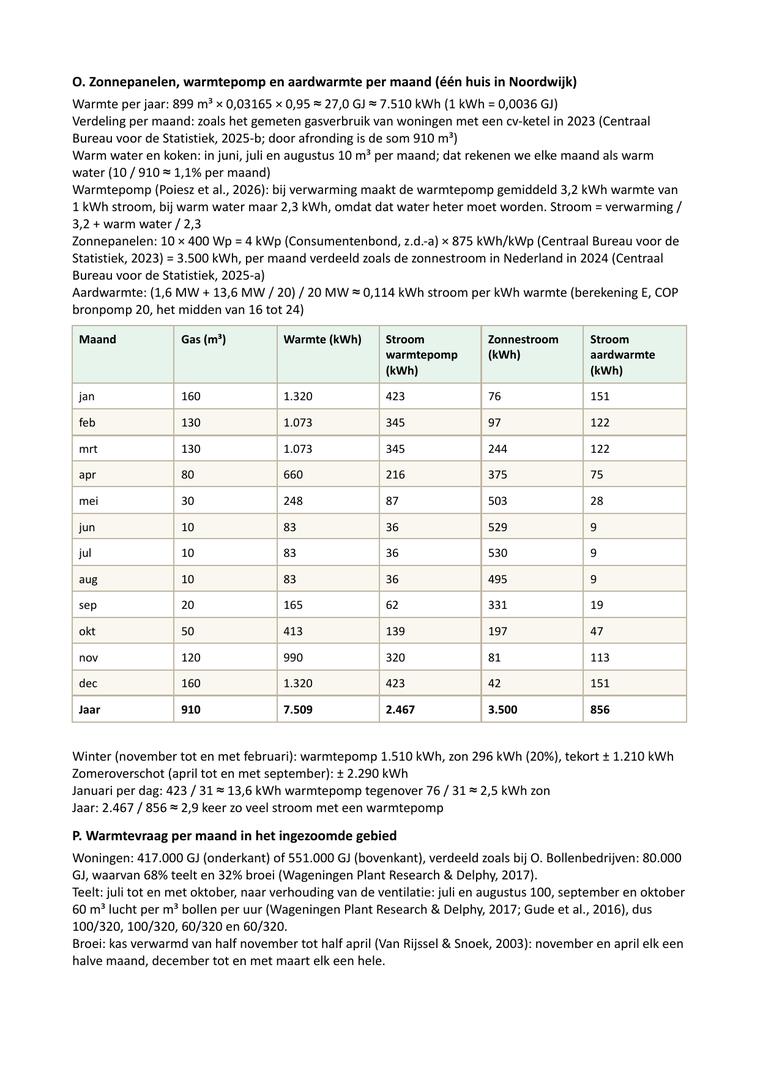 O. Zonnepanelen, warmtepomp en aardwarmte per maand (één huis in Noordwijk)
Warmte per jaar: 899 m³ × 0,03165 × 0,95 ≈ 27,0 GJ ≈ 7.510 kWh (1 kWh = 0,0036 GJ)
Verdeling per maand: zoals het gemeten gasverbruik van woningen met een cv-ketel in 2023 (Centraal
Bureau voor de Statistiek, 2025-b; door afronding is de som 910 m³)
Warm water en koken: in juni, juli en augustus 10 m³ per maand; dat rekenen we elke maand als warm
water (10 / 910 ≈ 1,1% per maand)
Warmtepomp (Poiesz et al., 2026): bij verwarming maakt de warmtepomp gemiddeld 3,2 kWh warmte van
1 kWh stroom, bij warm water maar 2,3 kWh, omdat dat water heter moet worden. Stroom = verwarming /
3,2 + warm water / 2,3
Zonnepanelen: 10 × 400 Wp = 4 kWp (Consumentenbond, z.d.-a) × 875 kWh/kWp (Centraal Bureau voor de
Statistiek, 2023) = 3.500 kWh, per maand verdeeld zoals de zonnestroom in Nederland in 2024 (Centraal
Bureau voor de Statistiek, 2025-a)
Aardwarmte: (1,6 MW + 13,6 MW / 20) / 20 MW ≈ 0,114 kWh stroom per kWh warmte (berekening E, COP
bronpomp 20, het midden van 16 tot 24)
Maand Gas (m³) Warmte (kWh) Stroom warmtepomp (kWh) Zonnestroom (kWh) Stroom aardwarmte (kWh)
jan 160 1.320 423 76 151
feb 130 1.073 345 97 122
mrt 130 1.073 345 244 122
apr 80 660 216 375 75
mei 30 248 87 503 28
jun 10 83 36 529 9
jul 10 83 36 530 9
aug 10 83 36 495 9
sep 20 165 62 331 19
okt 50 413 139 197 47
nov 120 990 320 81 113
dec 160 1.320 423 42 151
Jaar 910 7.509 2.467 3.500 856
Winter (november tot en met februari): warmtepomp 1.510 kWh, zon 296 kWh (20%), tekort ± 1.210 kWh
Zomeroverschot (april tot en met september): ± 2.290 kWh
Januari per dag: 423 / 31 ≈ 13,6 kWh warmtepomp tegenover 76 / 31 ≈ 2,5 kWh zon
Jaar: 2.467 / 856 ≈ 2,9 keer zo veel stroom met een warmtepomp
P. Warmtevraag per maand in het ingezoomde gebied
Woningen: 417.000 GJ (onderkant) of 551.000 GJ (bovenkant), verdeeld zoals bij O. Bollenbedrijven: 80.000
GJ, waarvan 68% teelt en 32% broei (Wageningen Plant Research & Delphy, 2017).
Teelt: juli tot en met oktober, naar verhouding van de ventilatie: juli en augustus 100, september en oktober
60 m³ lucht per m³ bollen per uur (Wageningen Plant Research & Delphy, 2017; Gude et al., 2016), dus
100/320, 100/320, 60/320 en 60/320.
Broei: kas verwarmd van half november tot half april (Van Rijssel & Snoek, 2003): november en april elk een
halve maand, december tot en met maart elk een hele.